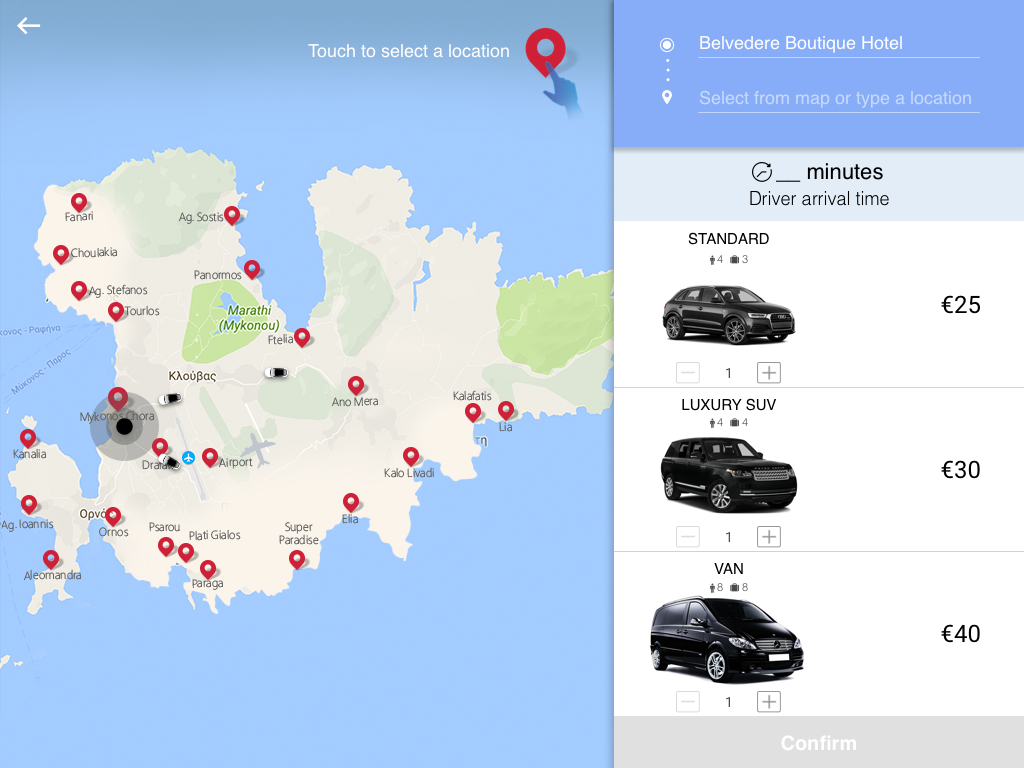 Touch to select a location
Fanari
Ag. Sostis
Choulakia
Panormos
Ag. Stefanos
Tourlos
Marathi
(Mykonou)
Ftelia
Μύκονος - Παρος
Κλούβας
Ano Mera
Kalafatis
Lia
Mykonos Chora
Kanalia
Airport
Kalo Livadi
Ag. Ioannis
Ornos
Psarou
Plati Gialos
Super
Paradise
Elia
Aleomandra
Paraga
Belvedere Boutique Hotel
Select from map or type a location
__ minutes
Driver arrival time
STANDARD
4 3
€25
1
LUXURY SUV
4 4
€30
1
VAN
8 8
€40
1
Confirm